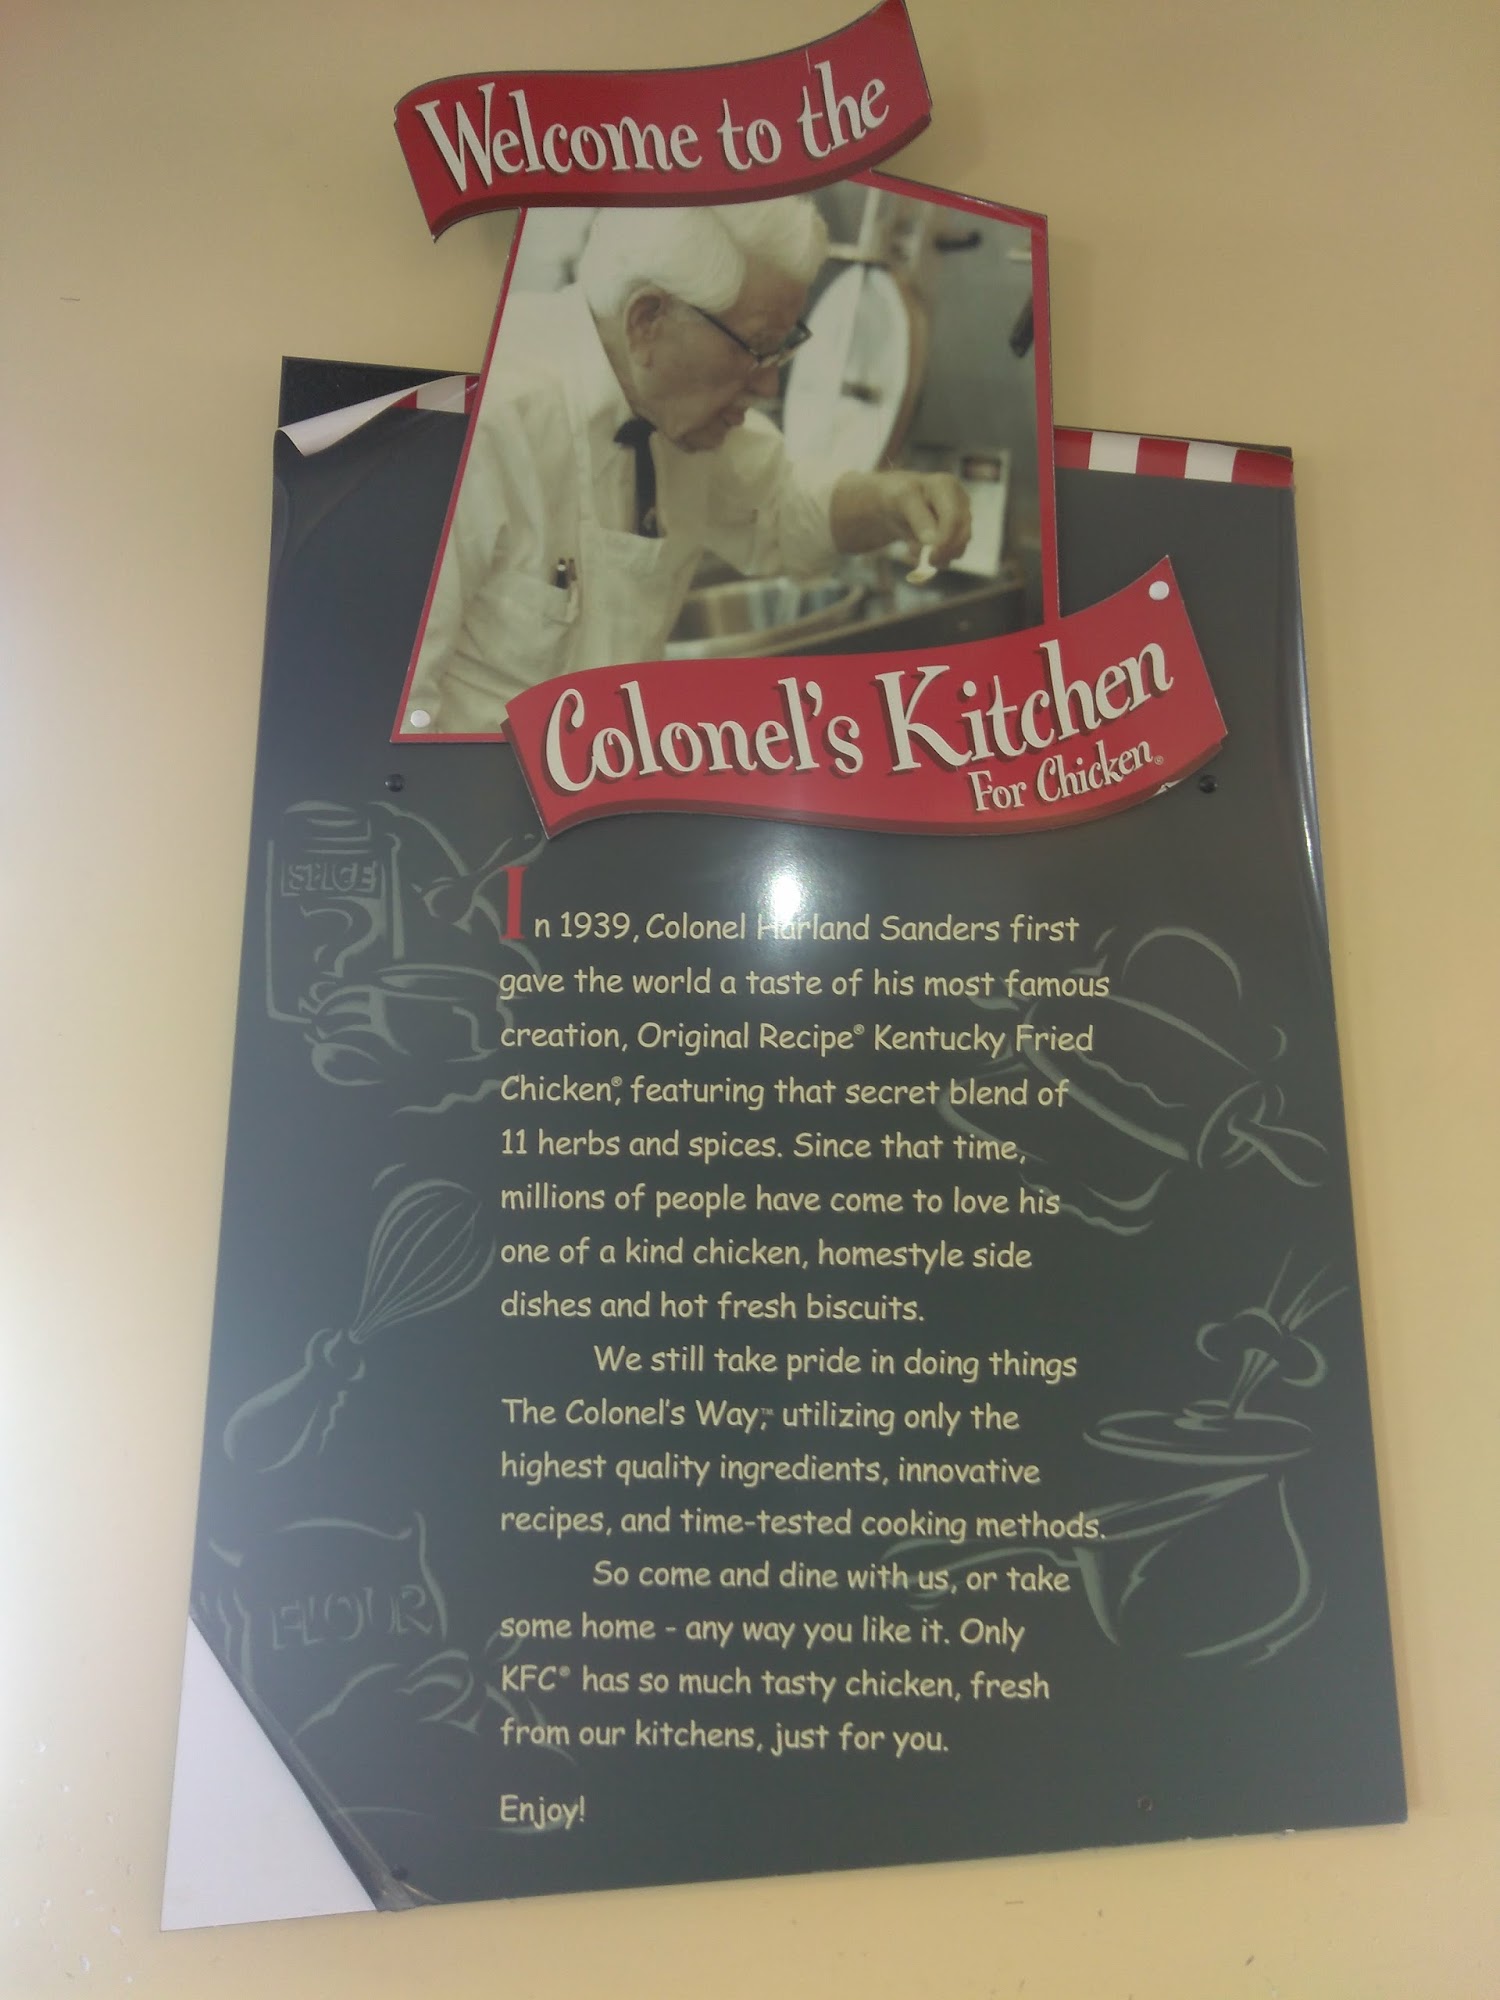 Welcome to the
Colonel's Kitchen
For Chicken®
SPICE
In 1939, Colonel Harland Sanders first
gave the world a taste of his most famous
creation, Original Recipe® Kentucky Fried
Chicken®, featuring that secret blend of
11 herbs and spices. Since that time,
millions of people have come to love his
one of a kind chicken, homestyle side
dishes and hot fresh biscuits.
We still take pride in doing things
The Colonel's Way,™ utilizing only the
highest quality ingredients, innovative
recipes, and time-tested cooking methods.
So come and dine with us, or take
some home - any way you like it. Only
KFC® has so much tasty chicken, fresh
from our kitchens, just for you.
Enjoy!
FLOUR